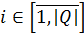 i ∈ [1,|Q|]